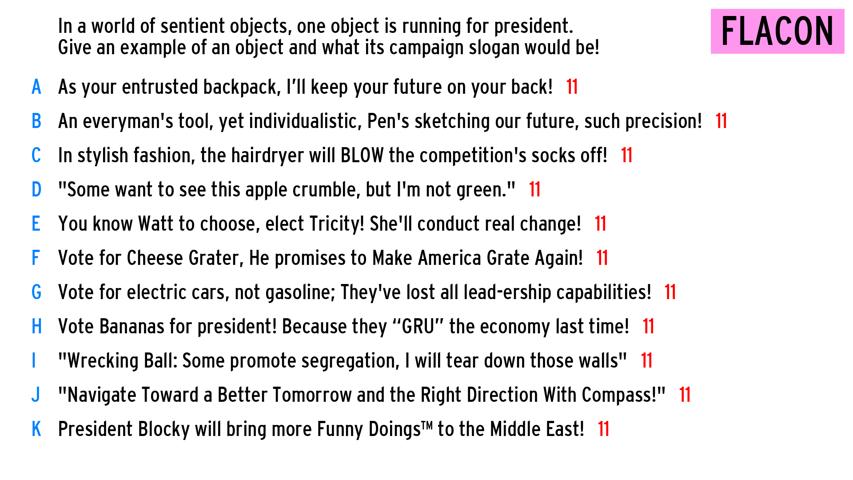 In a world of sentient objects, one object is running for president.
Give an example of an object and what its campaign slogan would be!
FLACON
A As your entrusted backpack, I'll keep your future on your back! 11
B An everyman's tool, yet individualistic, Pen's sketching our future, such precision! 11
C In stylish fashion, the hairdryer will BLOW the competition's socks off! 11
D "Some want to see this apple crumble, but I'm not green." 11
E You know Watt to choose, elect Tricity! She'll conduct real change! 11
F Vote for Cheese Grater, He promises to Make America Grate Again! 11
G Vote for electric cars, not gasoline; They've lost all lead-ership capabilities! 11
H Vote Bananas for president! Because they “GRU” the economy last time! 11
I "Wrecking Ball: Some promote segregation, I will tear down those walls" 11
J "Navigate Toward a Better Tomorrow and the Right Direction With Compass!" 11
K President Blocky will bring more Funny Doings™ to the Middle East! 11